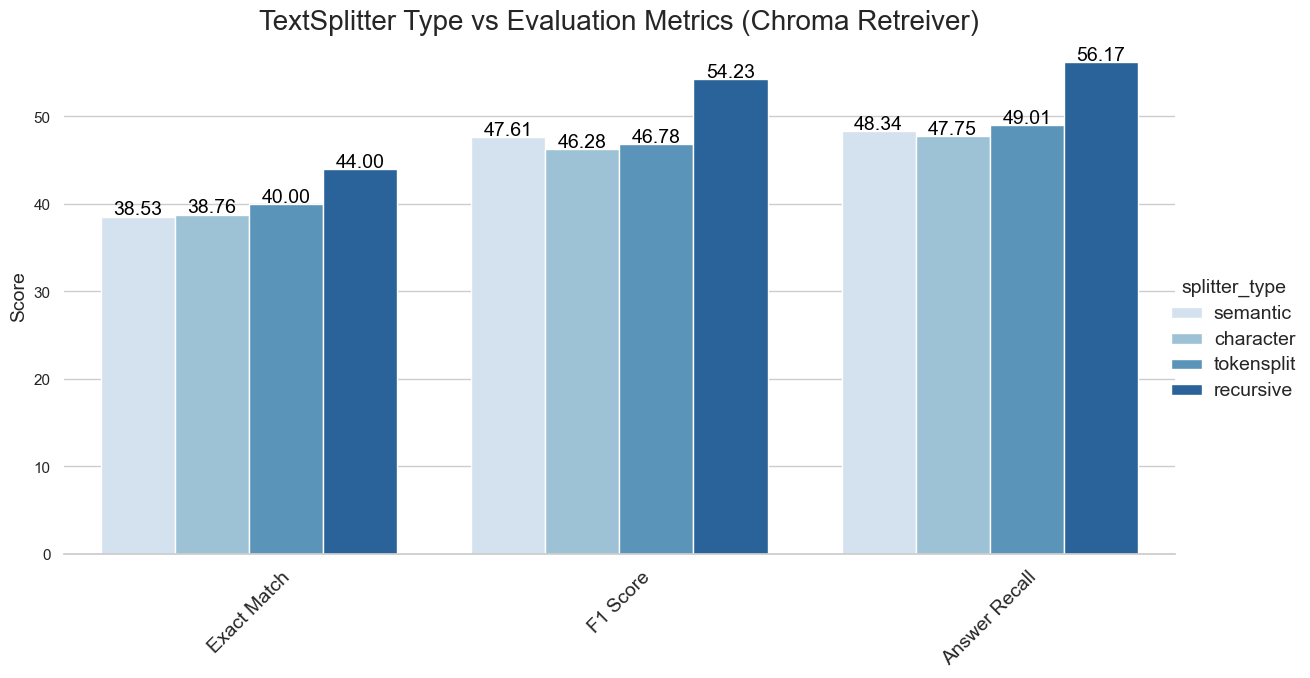 TextSplitter Type vs Evaluation Metrics (Chroma Retreiver)
56.17
54.23
50
47.61
46.28
46.78
48.34
47.75
49.01
44.00
40
38.53
38.76
40.00
30
20
10
0
Score
splitter_type
semantic
character
tokensplit
recursive
Exact Match
F1 Score
Answer Recall